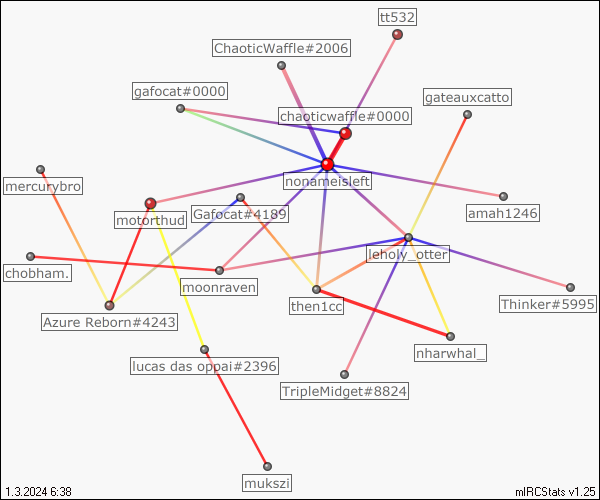 tt532
ChaoticWaffle#2006
gafocat#0000
gateauxcatto
chaoticwaffle#0000
nonameisleft
mercurybro
amah1246
motorthud
Gafocat#4189
leholy_otter
chobham.
moonraven
Thinker#5995
then1cc
Azure Reborn#4243
nharwhal_
lucas das oppai#2396
TripleMidget#8824
mukszi
1.3.2024 6:38
mIRCStats v1.25